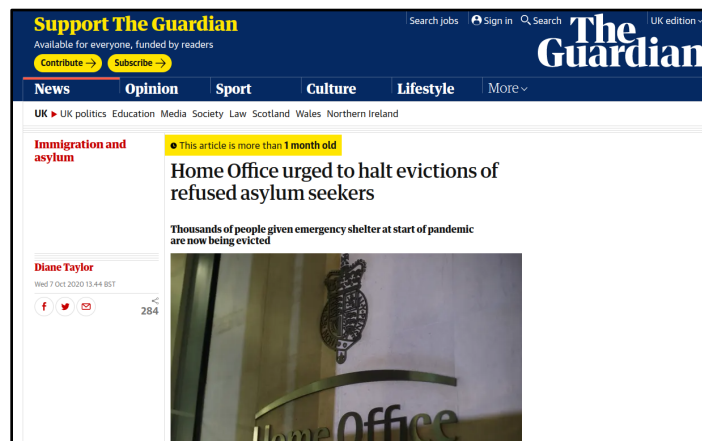 Support The Guardian
Available for everyone, funded by readers
Contribute →
Subscribe →
Search jobs
Sign in
Search
The Guardian
UK edition
News
Opinion
Sport
Culture
Lifestyle
More
UK
UK politics
Education
Media
Society
Law
Scotland
Wales
Northern Ireland
Immigration and
asylum
This article is more than 1 month old
Home Office urged to halt evictions of
refused asylum seekers
Thousands of people given emergency shelter at start of pandemic
are now being evicted
Diane Taylor
Wed 7 Oct 2020 13.44 BST
284
Home Office